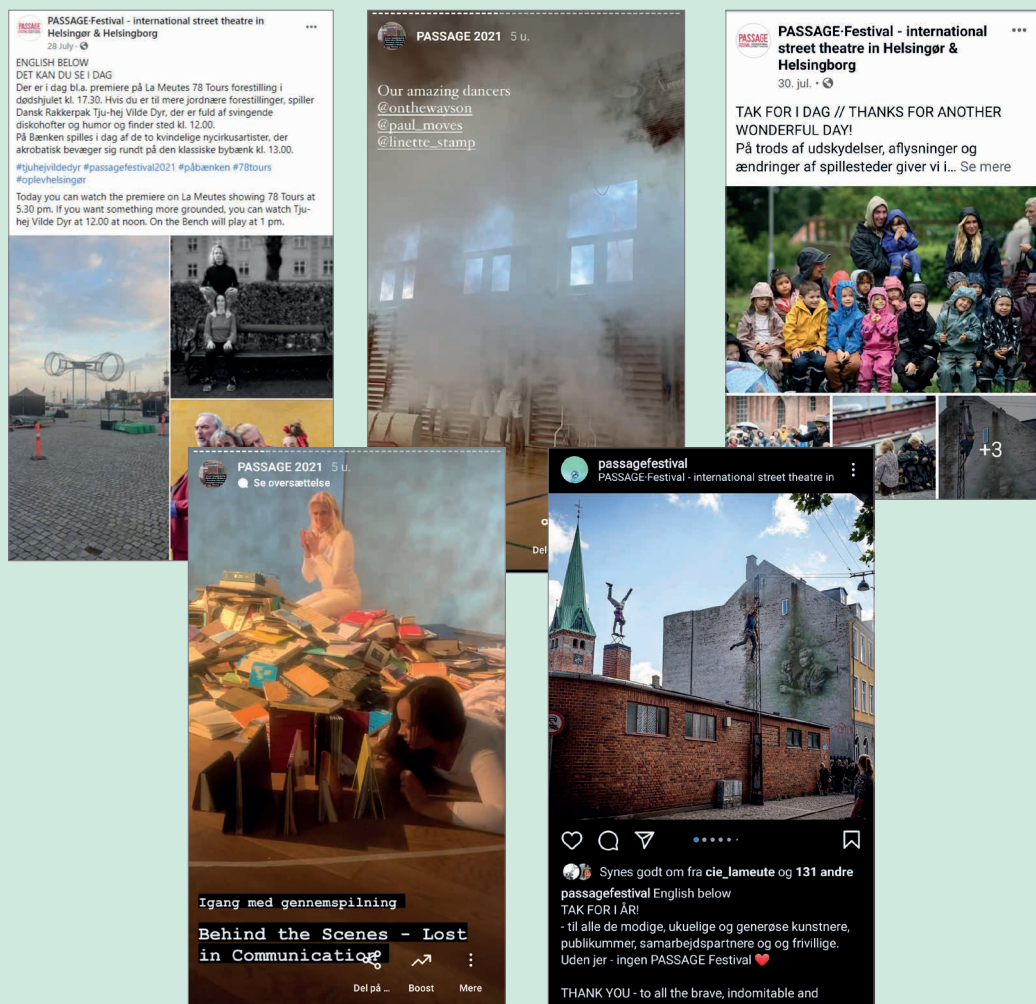 PASSAGE
PASSAGE·Festival - international street theatre in
Helsingør & Helsingborg
28 July ·
ENGLISH BELOW
DET KAN DU SE I DAG
Der er i dag bl.a. premiere på La Meutes 78 Tours forestilling i
dødshjulet kl. 17.30. Hvis du er til mere jordnære forestillinger, spiller
Dansk Rakkerpak Tju-hej Vilde Dyr, der er fuld af svingende
diskohofter og humor og finder sted kl. 12.00.
På Bænken spilles i dag af de to kvindelige nycirkusartister, der
akrobatisk bevæger sig rundt på den klassiske bybænk kl. 13.00.
#tjuhejvildedyr #passagefestival2021 #påbænken #78tours
#oplevhelsingør
Today you can watch the premiere on La Meutes showing 78 Tours at
5.30 pm. If you want something more grounded, you can watch Tju-
hej Vilde Dyr at 12.00 at noon. On the Bench will play at 1 pm.
PASSAGE 2021 5 u.
Our amazing dancers
@onthewayson
@paul_moves
@linette_stamp
Del
PASSAGE
PASSAGE·Festival - international
street theatre in Helsingør &
Helsingborg
30. jul. ·
TAK FOR I DAG // THANKS FOR ANOTHER
WONDERFUL DAY!
På trods af udskydelser, aflysninger og
ændringer af spillesteder giver vi i... Se mere
+3
PASSAGE 2021 5 u.
Se oversættelse
Igang med gennemspilning
Behind the Scenes - Lost
in Communication
Del på ... Boost Mere
passagefestival
PASSAGE·Festival - international street theatre in
Synes godt om fra cie_lameute og 131 andre
passagefestival English below
TAK FOR I ÅR!
- til alle de modige, ukuelige og generøse kunstnere,
publikummer, samarbejdspartnere og og frivillige.
Uden jer - ingen PASSAGE Festival ❤️
THANK YOU - to all the brave, indomitable and